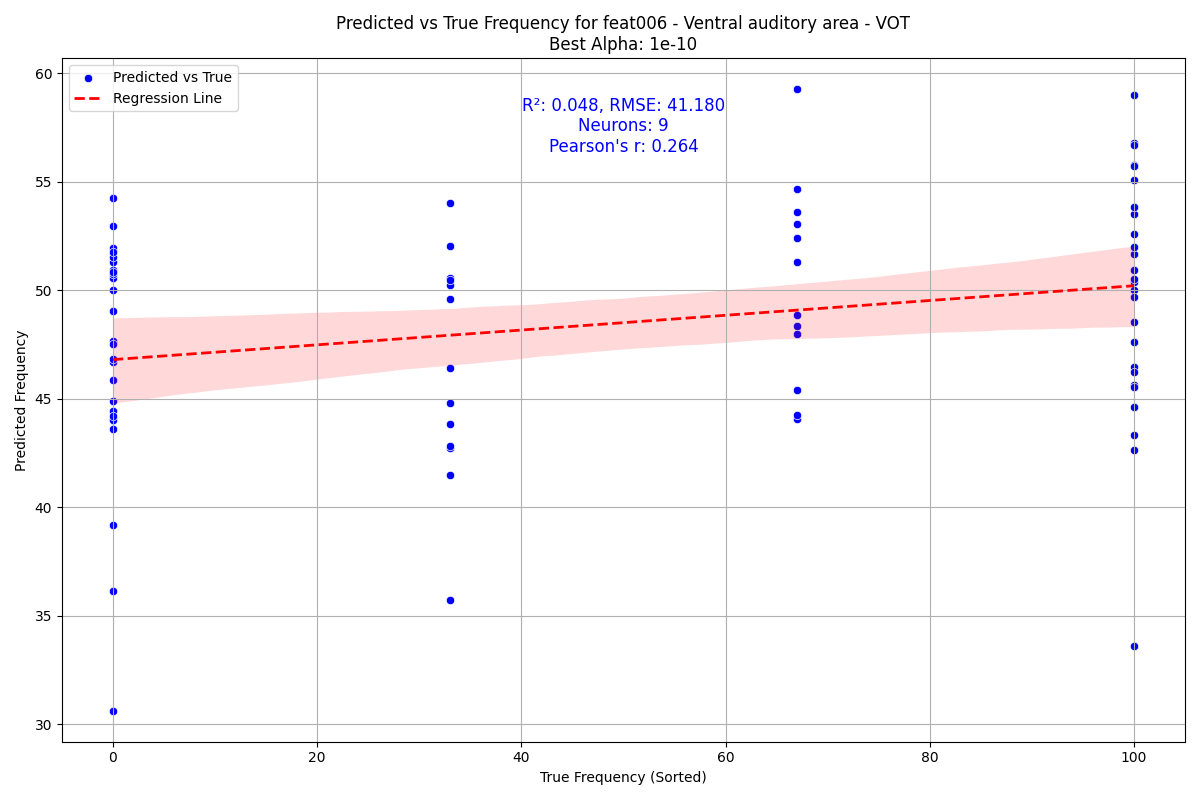 Predicted vs True Frequency for feat006 - Ventral auditory area - VOT
Best Alpha: 1e-10
Predicted vs True
Regression Line
R²: 0.048, RMSE: 41.180
Neurons: 9
Pearson's r: 0.264
60
55
50
45
40
35
30
Predicted Frequency
0
20
40
60
80
100
True Frequency (Sorted)